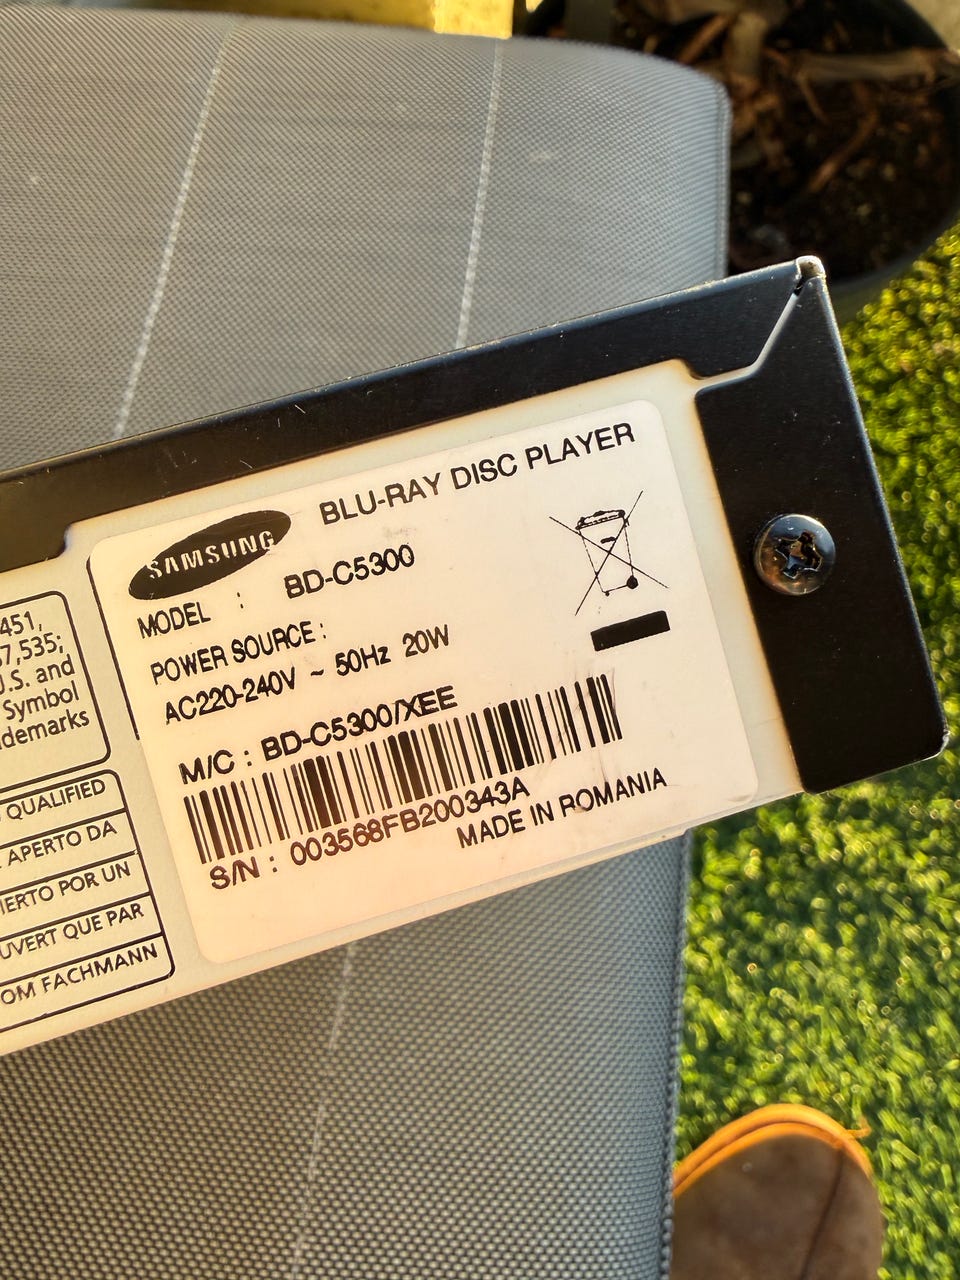 SAMSUNG
BLU-RAY DISC PLAYER
MODEL : BD-C5300
POWER SOURCE :
AC220-240V ~ 50Hz 20W
M/C : BD-C5300/XEE
S/N : 003568FB200343A
MADE IN ROMANIA
451,
7,535;
U.S. and
Symbol
demarks
QUALIFIED
APERTO DA
IERTO POR UN
UVERT QUE PAR
OM FACHMANN